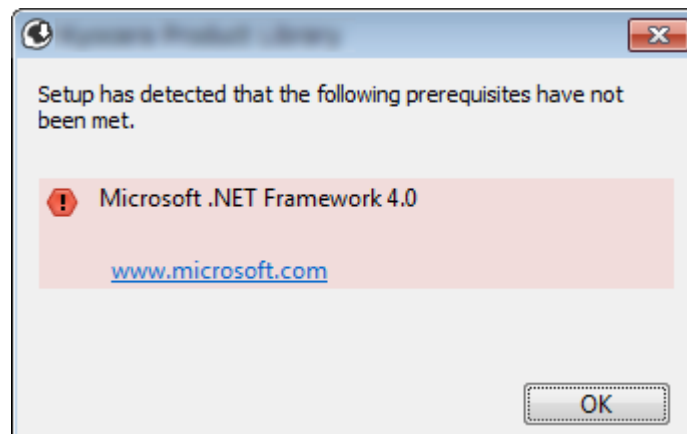 Setup has detected that the following prerequisites have not
been met.
Microsoft .NET Framework 4.0
www.microsoft.com
OK